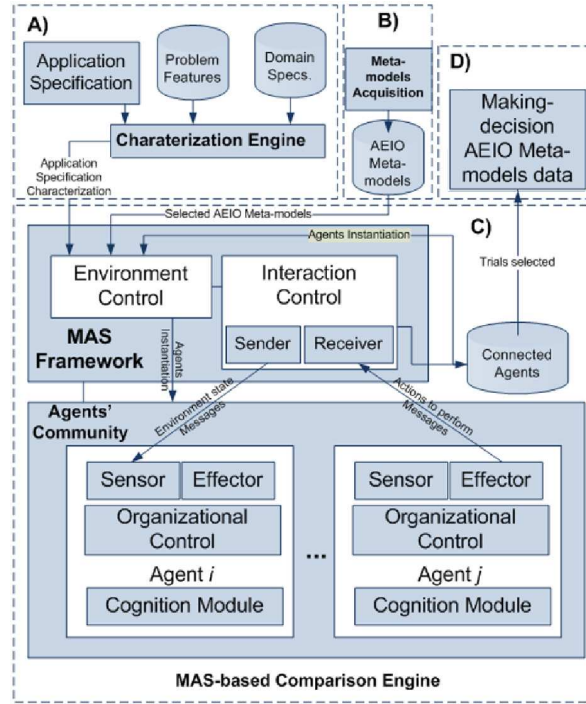 A)
Application
Specification
Problem
Features
Domain
Specs.
Charaterization Engine
Application
Specification
Characterization
B)
Meta-
models
Acquisition
AEIO
Meta-
models
D)
Making-
decision
AEIO Meta-
models data
Selected AEIO Meta-models
C)
Agents Instantiation
Trials selected
Environment
Control
Interaction
Control
Sender
Receiver
MAS
Framework
Agents
Instantiation
Connected
Agents
Agents'
Community
Environment state
Messages
Actions to perform
Messages
Sensor
Effector
Organizational
Control
Agent i
Cognition Module
...
Sensor
Effector
Organizational
Control
Agent j
Cognition Module
MAS-based Comparison Engine